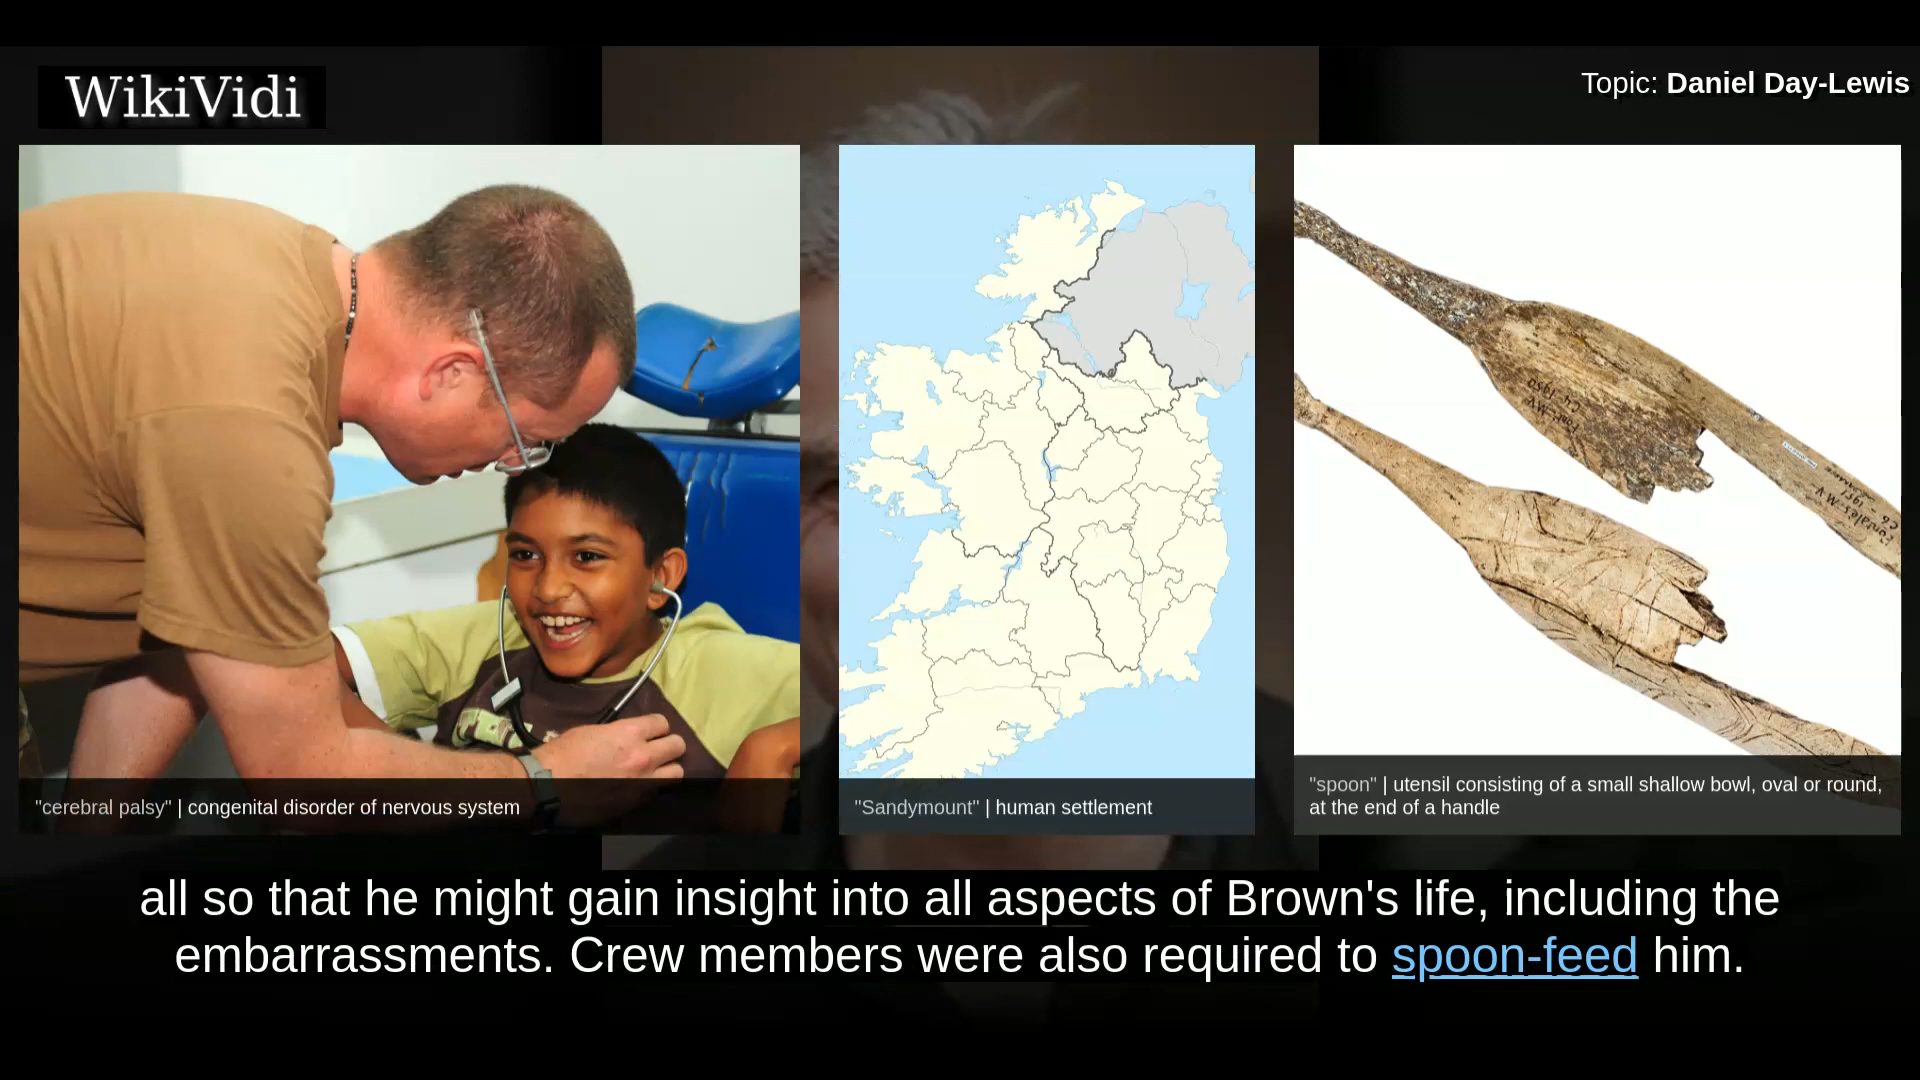 WikiVidi
Topic: Daniel Day-Lewis
"cerebral palsy" | congenital disorder of nervous system
"Sandymount" | human settlement
"spoon" | utensil consisting of a small shallow bowl, oval or round,
at the end of a handle
all so that he might gain insight into all aspects of Brown's life, including the
embarrassments. Crew members were also required to spoon-feed him.